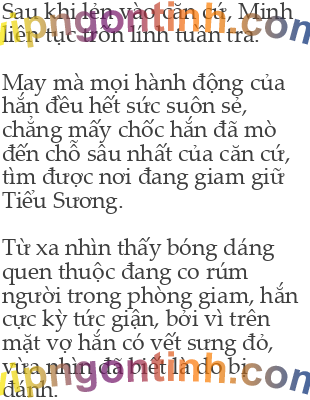 Sau khi lẻn vào căn cứ, Minh
liên tục trốn lính tuần tra.
May mà mọi hành động của
hắn đều hết sức suôn sẻ,
chẳng mấy chốc hắn đã mò
đến chỗ sâu nhất của căn cứ,
tìm được nơi đang giam giữ
Tiểu Sương.
Từ xa nhìn thấy bóng dáng
quen thuộc đang co rúm
người trong phòng giam, hắn
cực kỳ tức giận, bởi vì trên
mặt vợ hắn có vết sưng đỏ,
vừa nhìn đã biết là do bị
đánh.